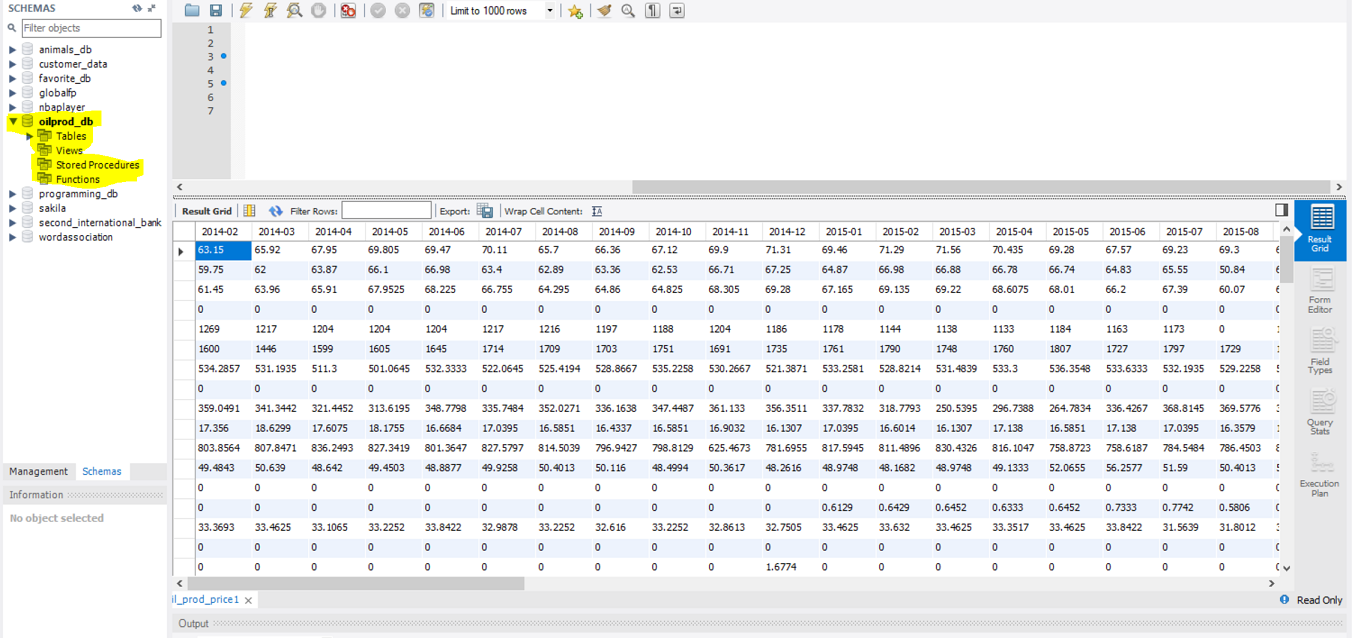 SCHEMAS
Filter objects
animals_db
customer_data
favorite_db
globalfp
nbaplayer
oilprod_db
Tables
Views
Stored Procedures
Functions
programming_db
sakila
second_international_bank
wordassociation
Management Schemas
Information
No object selected
Limit to 1000 rows
1
2
3
4
5
6
7
Result Grid Filter Rows: Export: Wrap Cell Content: IA
2014-02 2014-03 2014-04 2014-05 2014-06 2014-07 2014-08 2014-09 2014-10 2014-11 2014-12 2015-01 2015-02 2015-03 2015-04 2015-05 2015-06 2015-07 2015-08
63.15 65.92 67.95 69.805 69.47 70.11 65.7 66.36 67.12 69.9 71.31 69.46 71.29 71.56 70.435 69.28 67.57 69.23 69.3 6
59.75 62 63.87 66.1 66.98 63.4 62.89 63.36 62.53 66.71 67.25 64.87 66.98 66.88 66.78 66.74 64.83 65.55 50.84 6
61.45 63.96 65.91 67.9525 68.225 66.755 64.295 64.86 64.825 68.305 69.28 67.165 69.135 69.22 68.6075 68.01 66.2 67.39 60.07 6
0 0 0 0 0 0 0 0 0 0 0 0 0 0 0 0 0 0 0 0
1269 1217 1204 1204 1204 1217 1216 1197 1188 1204 1186 1178 1144 1138 1133 1184 1163 1173 0 1
1600 1446 1599 1605 1645 1714 1709 1703 1751 1691 1735 1761 1790 1748 1760 1807 1727 1797 1729 1
534.2857 531.1935 511.3 501.0645 532.3333 522.0645 525.4194 528.8667 535.2258 530.2667 521.3871 533.2581 528.8214 531.4839 533.3 536.3548 533.6333 532.1935 529.2258 5
0 0 0 0 0 0 0 0 0 0 0 0 0 0 0 0 0 0 0 0
359.0491 341.3442 321.4452 313.6195 348.7798 335.7484 352.0271 336.1638 347.4487 361.133 356.3511 337.7832 318.7793 250.5395 296.7388 264.7834 336.4267 368.8145 369.5776 3
17.356 18.6299 17.6075 18.1755 16.6684 17.0395 16.5851 16.4337 16.5851 16.9032 16.1307 17.0395 16.6014 16.1307 17.138 16.5851 17.138 17.0395 16.3579 1
803.8564 807.8471 836.2493 827.3419 801.3647 827.5797 814.5039 796.9427 798.8129 625.4673 781.6955 817.5945 811.4896 830.4326 816.1047 758.8723 758.6187 784.5484 786.4503 8
49.4843 50.639 48.642 49.4503 48.8877 49.9258 50.4013 50.116 48.4994 50.3617 48.2616 48.9748 48.1682 48.9748 49.1333 52.0655 56.2577 51.59 50.4013 5
0 0 0 0 0 0 0 0 0 0 0 0 0 0 0 0 0 0 0 0
0 0 0 0 0 0 0 0 0 0 0 0.6129 0.6429 0.6452 0.6333 0.6452 0.7333 0.7742 0.5806 0
33.3693 33.4625 33.1065 33.2252 33.8422 32.9878 33.2252 32.616 33.2252 32.8613 32.7505 33.4625 33.632 33.4625 33.3517 33.4625 33.8422 31.5639 31.8012 3
0 0 0 0 0 0 0 0 0 0 0 0 0 0 0 0 0 0 0 0
0 0 0 0 0 0 0 0 0 0 1.6774 0 0 0 0 0 0 0 0 0
Result
Grid
Form
Editor
Field
Types
Query
Stats
Execution
Plan
il_prod_price1
Read Only
Output